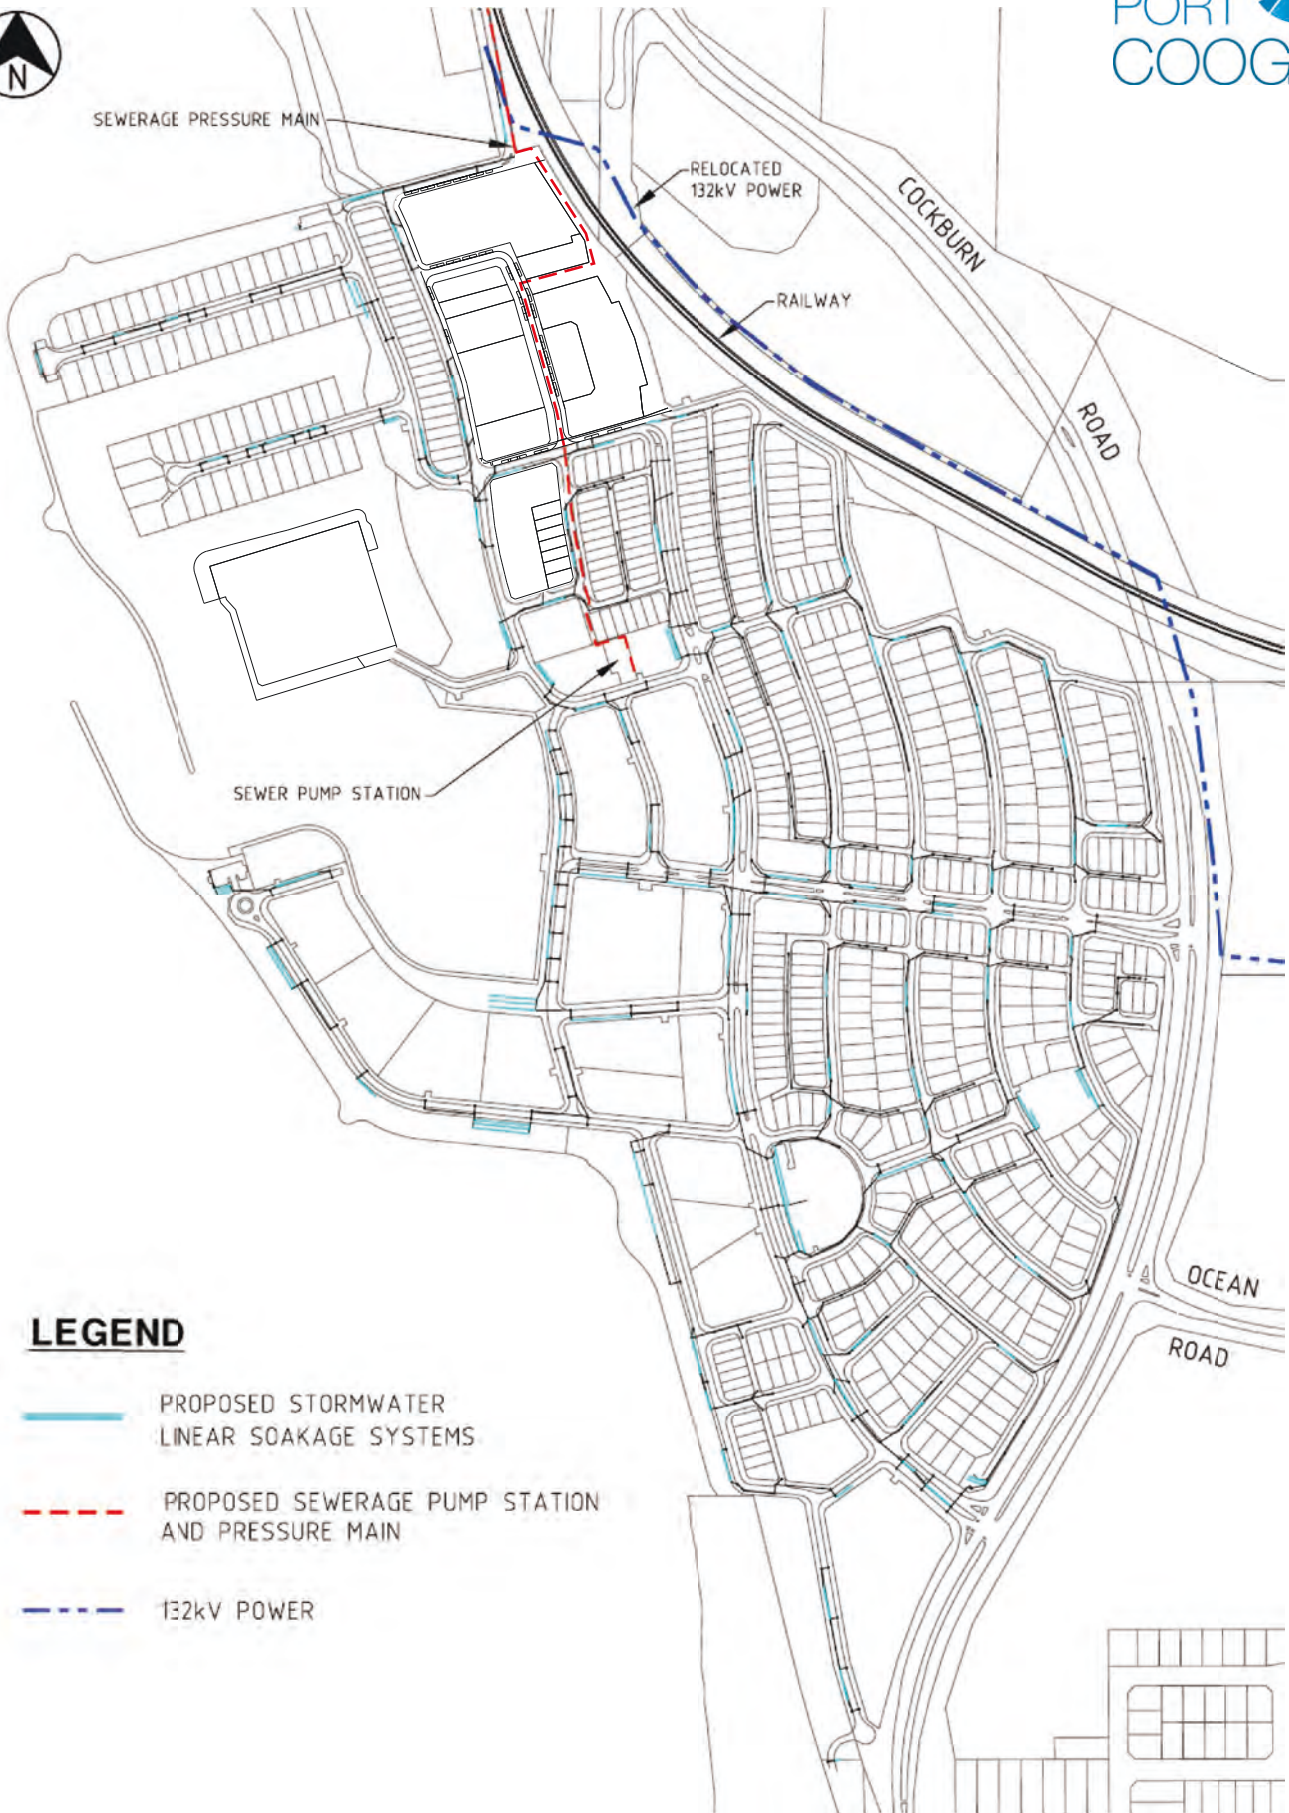 PORT
COOG
N
SEWERAGE PRESSURE MAIN
RELOCATED
132kV POWER
COCKBURN
ROAD
RAILWAY
SEWER PUMP STATION
OCEAN
ROAD
LEGEND
PROPOSED STORMWATER
LINEAR SOAKAGE SYSTEMS
PROPOSED SEWERAGE PUMP STATION
AND PRESSURE MAIN
132kV POWER